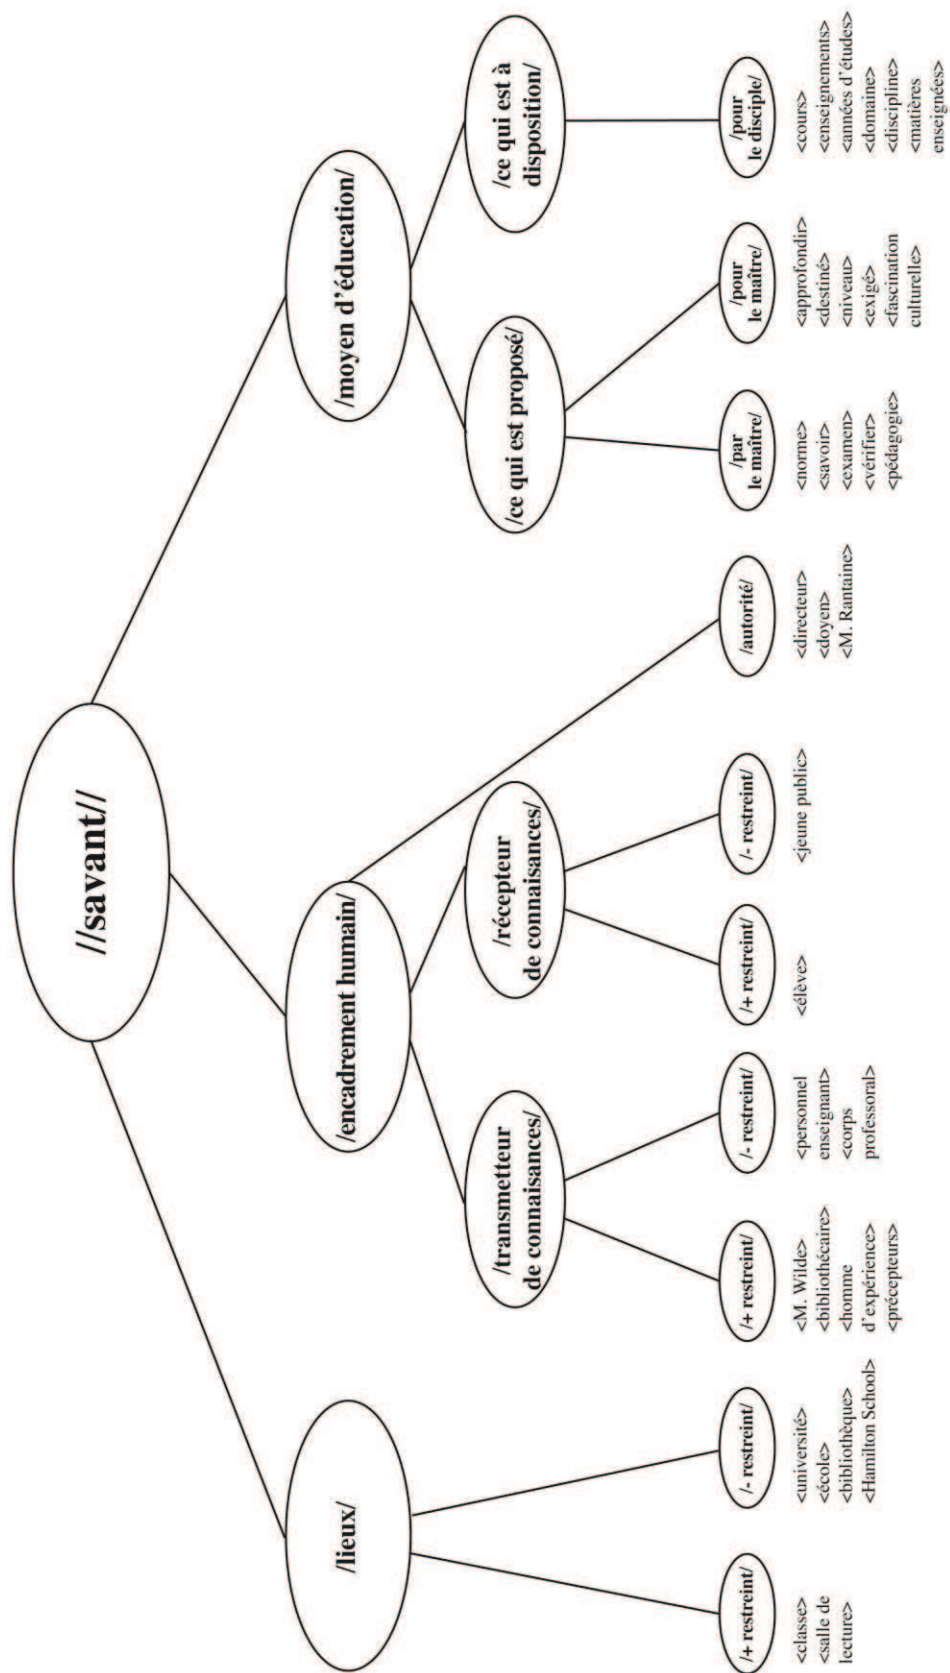 //savant//
/lieux/
/encadrement humain/
/moyen d'éducation/
/transmetteur
de connaisances/
/récepteur
de connaisances/
/ce qui est proposé/
/ce qui est à
disposition/
/+ restreint/
/- restreint/
/+ restreint/
/- restreint/
/+ restreint/
/- restreint/
/autorité/
/par
le maître/
/pour
le maître/
/pour
le disciple/
<classe>
<salle de
lecture>
<université>
<école>
<bibliothèque>
<Hamilton School>
<M. Wilde>
<bibliothécaire>
<homme
d'expérience>
<précepteurs>
<personnel
enseignant>
<corps
professoral>
<élève>
<jeune public>
<directeur>
<doyen>
<M. Rantaine>
<norme>
<savoir>
<examen>
<vérifier>
<pédagogie>
<approfondir>
<destiné>
<niveau>
<exigé>
<fascination
culturelle>
<cours>
<enseignements>
<années d'études>
<domaine>
<discipline>
<matières
enseignées>